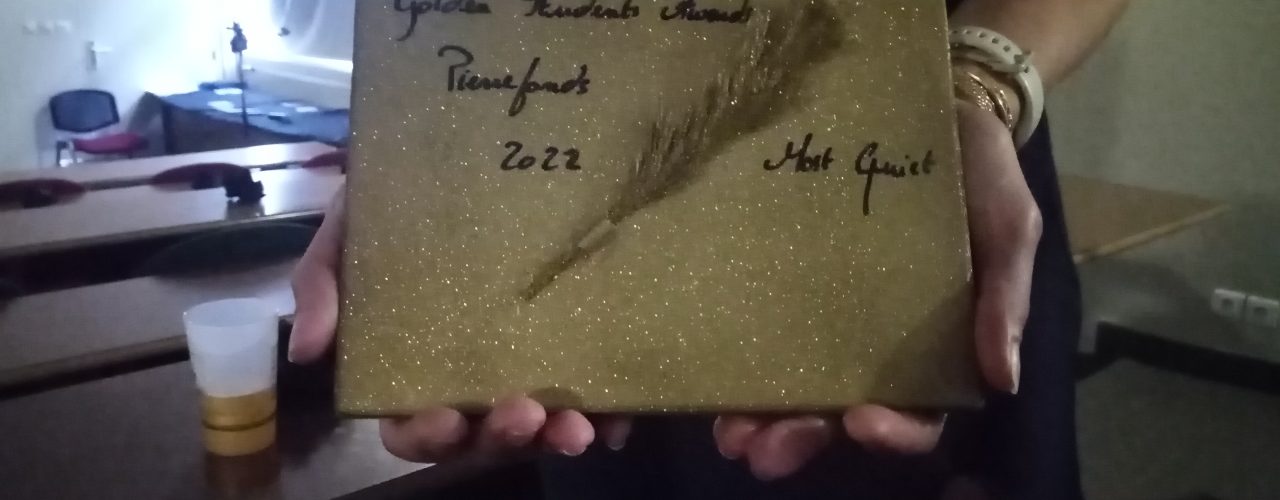 Golden Students Awards
Pierrefonds
2022
Most Quiet